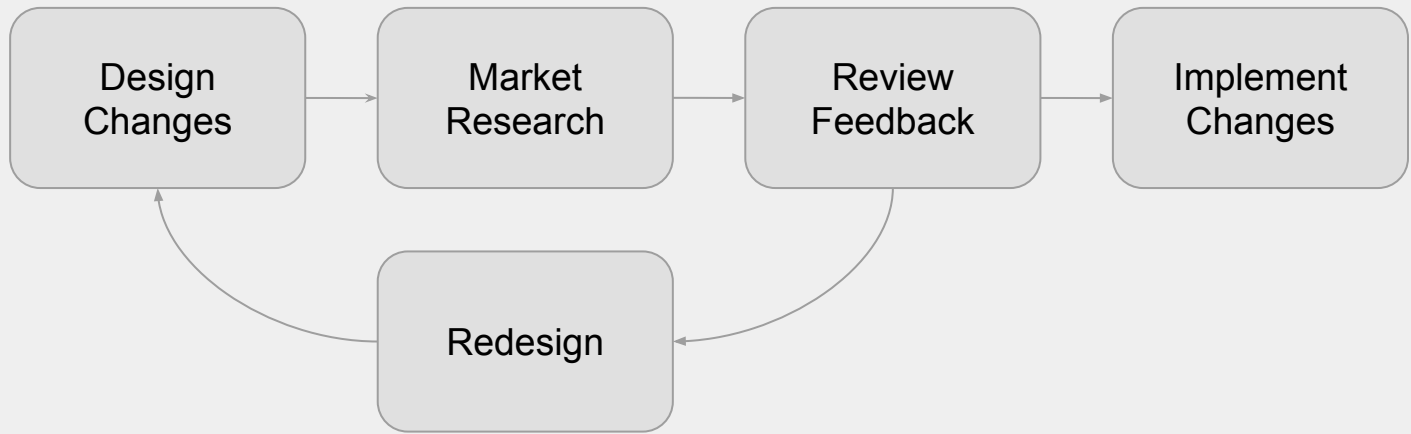 Design
Changes
Market
Research
Review
Feedback
Implement
Changes
Redesign